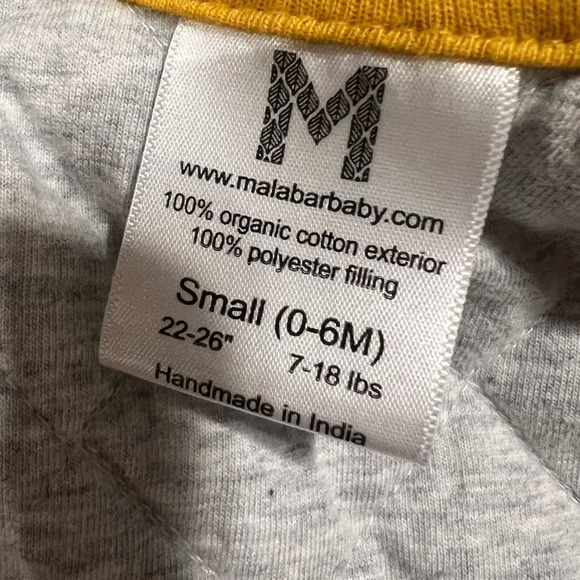 M
www.malabarbaby.com
100% organic cotton exterior
100% polyester filling
Small (0-6M)
22-26" 7-18 lbs
Handmade in India